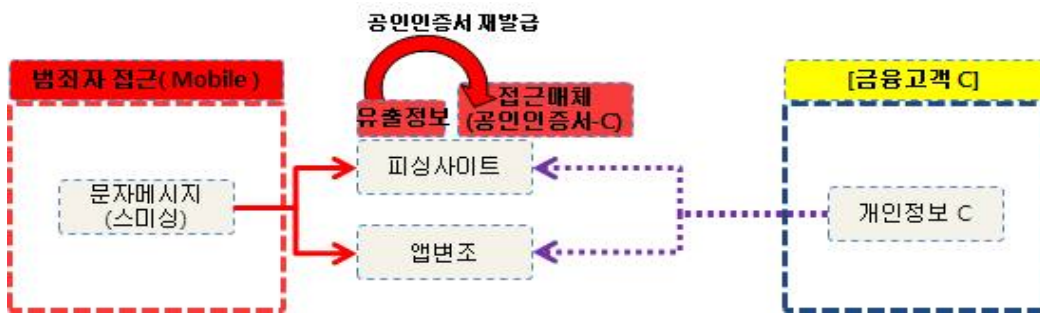 공인인증서 재발급
범죄자 접근( Mobile )
[금융고객 C]
유출정보
접근매체
(공인인증서-C)
피싱사이트
문자메시지
(스미싱)
개인정보 C
앱변조